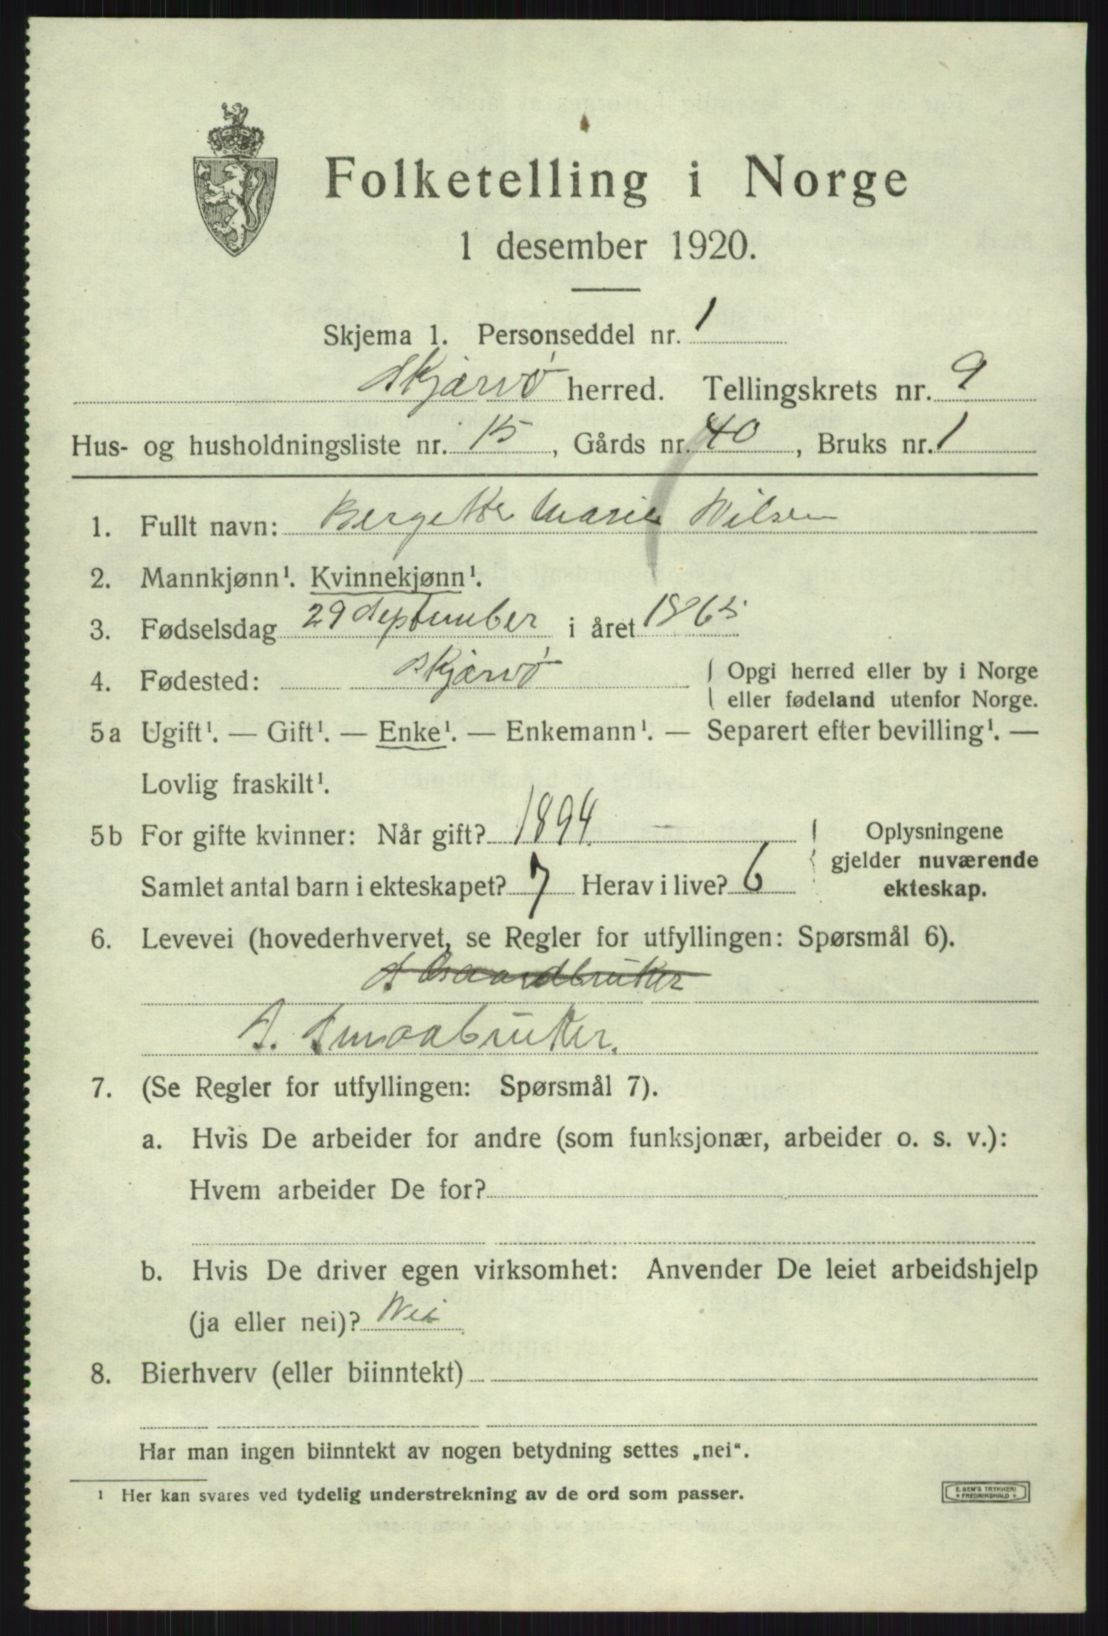 Folketelling i Norge
1 desember 1920.
Skjema 1. Personseddel nr. 1
Skjærvø herred. Tellingskrets nr. 9
Hus- og husholdningsliste nr. 15, Gårds nr. 40, Bruks nr. 1
1. Fullt navn: Bergette Marie Nilsen
2. Mannkjønn¹. Kvinnekjønn¹.
3. Fødselsdag 29 September i året 1865
4. Fødested: Skjærvø Opgi herred eller by i Norge
eller fødeland utenfor Norge.
5a Ugift¹. — Gift¹. — Enke¹. — Enkemann¹. — Separert efter bevilling¹. —
Lovlig fraskilt¹.
5b For gifte kvinner: Når gift? 1894 Oplysningene
gjelder nuværende
Samlet antal barn i ekteskapet? 7 Herav i live? 6 ekteskap.
6. Levevei (hovederhvervet, se Regler for utfyllingen: Spørsmål 6).
S Gaardbruker
S. Smaabruker.
7. (Se Regler for utfyllingen: Spørsmål 7).
a. Hvis De arbeider for andre (som funksjonær, arbeider o. s. v.):
Hvem arbeider De for?
b. Hvis De driver egen virksomhet: Anvender De leiet arbeidshjelp
(ja eller nei)? Nei
8. Bierhverv (eller biinntekt)
Har man ingen biinntekt av nogen betydning settes „nei“.
¹ Her kan svares ved tydelig understrekning av de ord som passer.
E. SEM'S TRYKKERI
FREDRIKSHALD